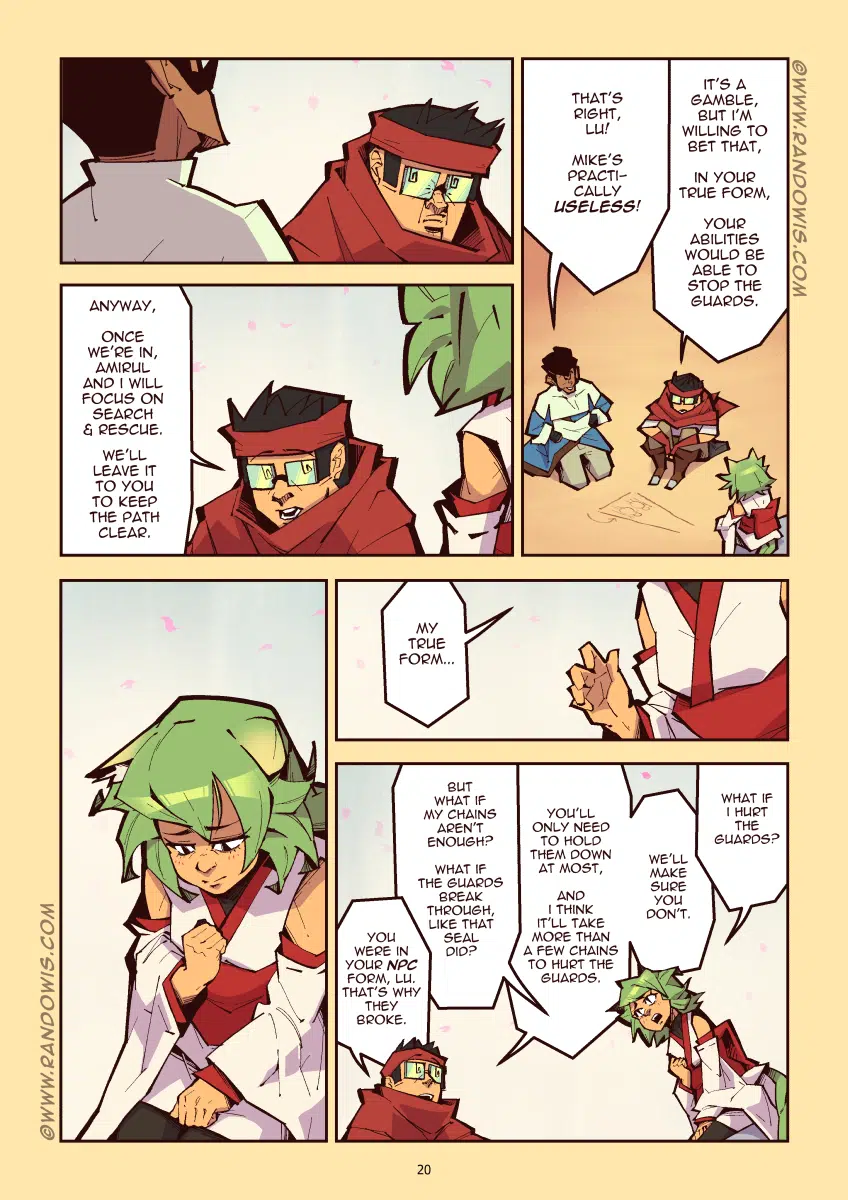 ©WWW.RANDOWIS.COM
IT'S A
GAMBLE,
BUT I'M
WILLING TO
BET THAT,
IN YOUR
TRUE FORM,
YOUR
ABILITIES
WOULD BE
ABLE TO
STOP THE
GUARDS.
THAT'S
RIGHT,
LU!
MIKE'S
PRACTI-
CALLY
USELESS!
ANYWAY,
ONCE
WE'RE IN,
AMIRUL
AND I WILL
FOCUS ON
SEARCH
& RESCUE.
WE'LL
LEAVE IT
TO YOU
TO KEEP
THE PATH
CLEAR.
MY
TRUE
FORM...
WHAT IF
I HURT
THE
GUARDS?
WE'LL
MAKE
SURE
YOU
DON'T.
YOU'LL
ONLY NEED
TO HOLD
THEM DOWN
AT MOST,
AND
I THINK
IT'LL TAKE
MORE THAN
A FEW CHAINS
TO HURT THE
GUARDS.
BUT
WHAT IF
MY CHAINS
AREN'T
ENOUGH?
WHAT IF
THE GUARDS
BREAK
THROUGH,
LIKE THAT
SEAL
DID?
YOU
WERE IN
YOUR NPC
FORM, LU.
THAT'S WHY
THEY
BROKE.
©WWW.RANDOWIS.COM
20